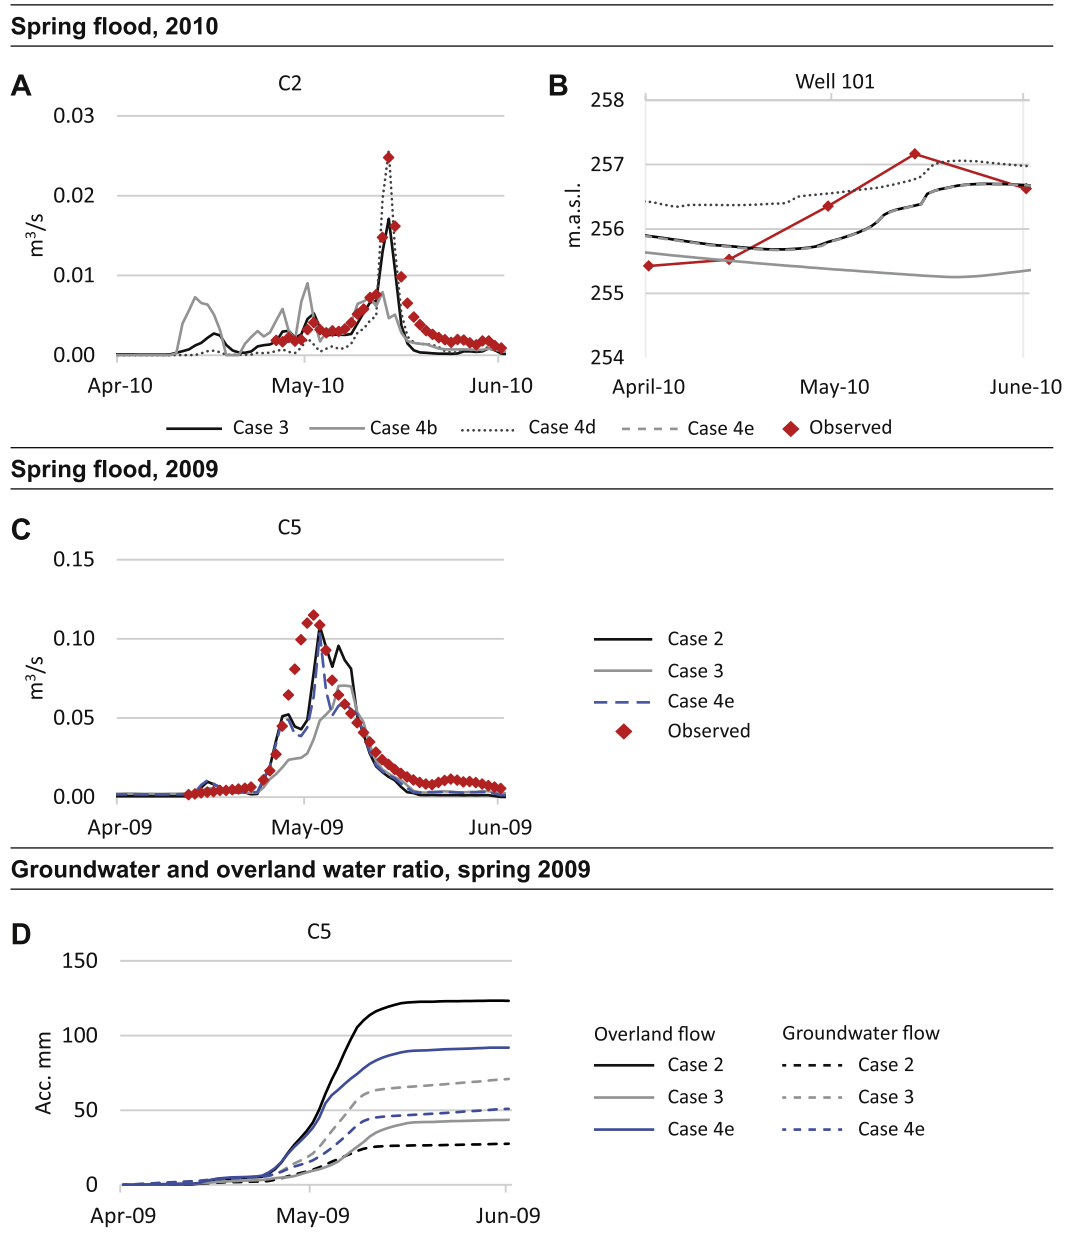 Spring flood, 2010
A
C2
0.03
0.02
0.01
0.00
m³/s
Apr-10
May-10
Jun-10
B
Well 101
258
257
256
255
254
m.a.s.l.
April-10
May-10
June-10
Case 3
Case 4b
Case 4d
Case 4e
Observed
Spring flood, 2009
C
C5
0.15
0.10
0.05
0.00
m³/s
Apr-09
May-09
Jun-09
Case 2
Case 3
Case 4e
Observed
Groundwater and overland water ratio, spring 2009
D
C5
150
100
50
0
Acc. mm
Apr-09
May-09
Jun-09
Overland flow
Case 2
Case 3
Case 4e
Groundwater flow
Case 2
Case 3
Case 4e